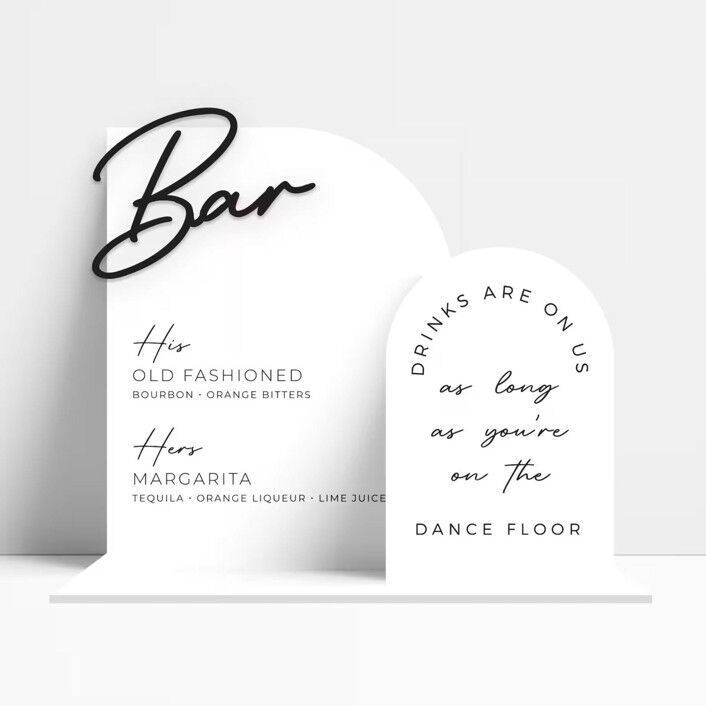 Bar
His
OLD FASHIONED
BOURBON • ORANGE BITTERS
Hers
MARGARITA
TEQUILA • ORANGE LIQUEUR • LIME JUICE
DRINKS ARE ON US
as long
as you're
on the
DANCE FLOOR